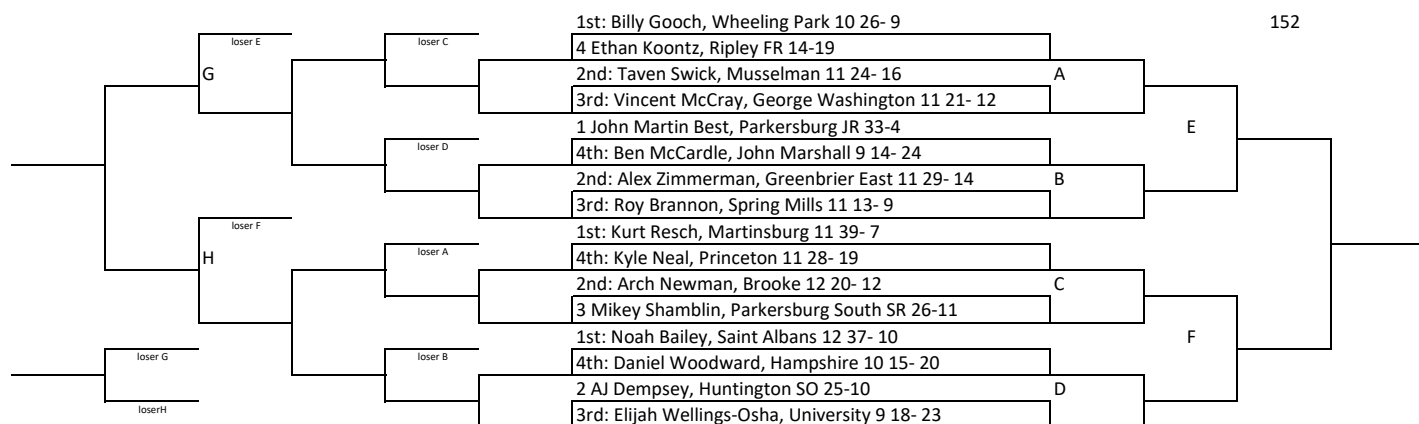 1st: Billy Gooch, Wheeling Park 10 26- 9
152
loser E
loser C
4 Ethan Koontz, Ripley FR 14-19
G
2nd: Taven Swick, Musselman 11 24- 16
A
3rd: Vincent McCray, George Washington 11 21- 12
1 John Martin Best, Parkersburg JR 33-4
E
loser D
4th: Ben McCardle, John Marshall 9 14- 24
2nd: Alex Zimmerman, Greenbrier East 11 29- 14
B
3rd: Roy Brannon, Spring Mills 11 13- 9
loser F
1st: Kurt Resch, Martinsburg 11 39- 7
loser A
H
4th: Kyle Neal, Princeton 11 28- 19
2nd: Arch Newman, Brooke 12 20- 12
C
3 Mikey Shamblin, Parkersburg South SR 26-11
1st: Noah Bailey, Saint Albans 12 37- 10
F
loser G
loser B
4th: Daniel Woodward, Hampshire 10 15- 20
2 AJ Dempsey, Huntington SO 25-10
D
loserH
3rd: Elijah Wellings-Osha, University 9 18- 23